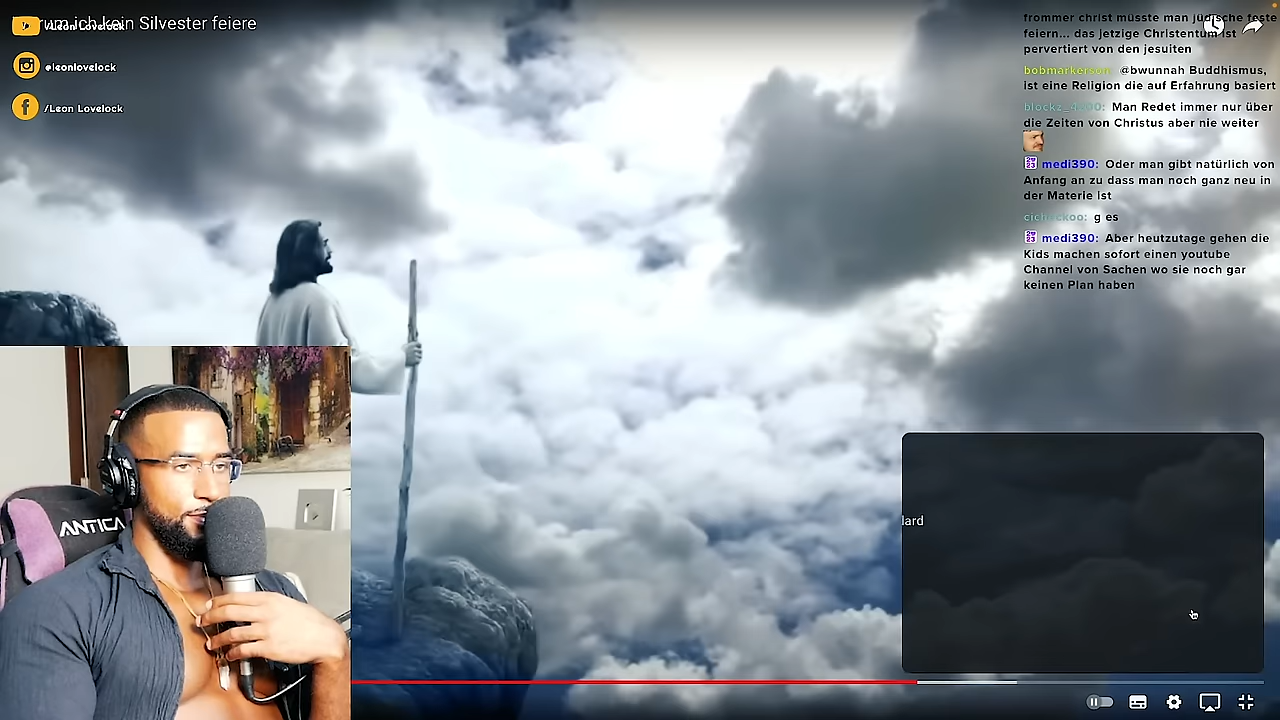 rum ich kein Silvester feiere
/Leon Lovelock
@leonlovelock
/Leon Lovelock
frommer christ müsste man jüdische feste
feiern... das jetzige Christentum ist
pervertiert von den jesuiten
bobmarkerson: @bwunnah Buddhismus,
ist eine Religion die auf Erfahrung basiert
Man Redet immer nur über
die Zeiten von Christus aber nie weiter
medi390: Oder man gibt natürlich von
Anfang an zu dass man noch ganz neu in
der Materie ist
g es
medi390: Aber heutzutage gehen die
Kids machen sofort einen youtube
Channel von Sachen wo sie noch gar
keinen Plan haben
lard
ANTICA